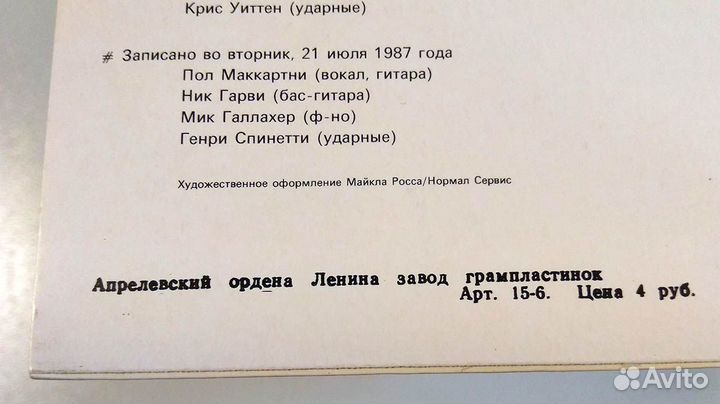 Крис Уиттен (ударные)
# Записано во вторник, 21 июля 1987 года
Пол Маккартни (вокал, гитара)
Ник Гарви (бас-гитара)
Мик Галлахер (ф-но)
Генри Спинетти (ударные)
Художественное оформление Майкла Росса/Нормал Сервис
Апрелевский ордена Ленина завод грампластинок
Арт. 15-6. Цена 4 руб.
Avito